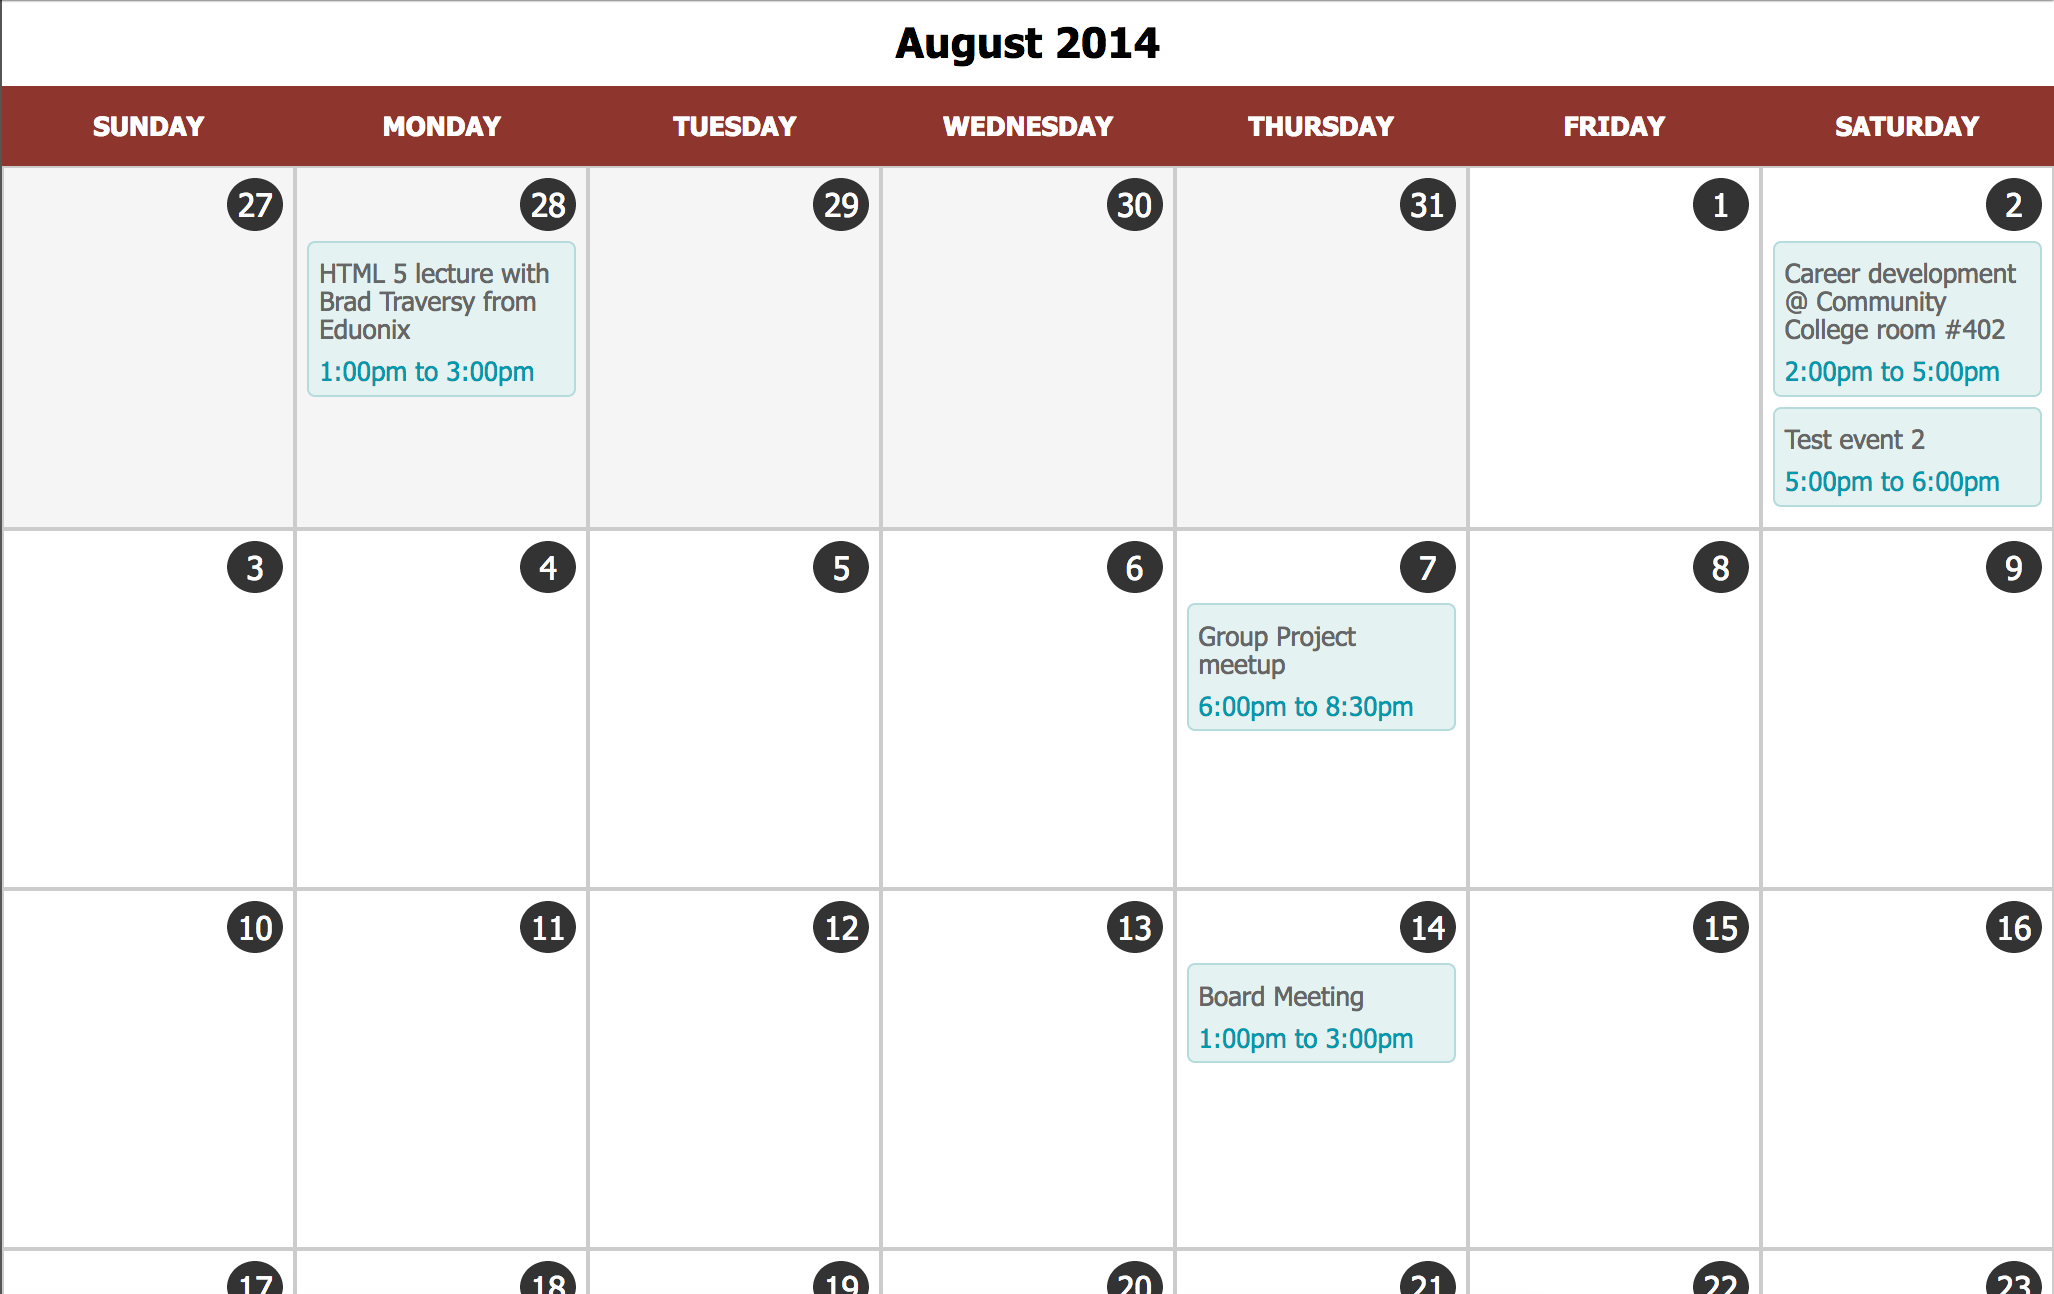 August 2014
SUNDAY MONDAY TUESDAY WEDNESDAY THURSDAY FRIDAY SATURDAY
27 28 29 30 31 1 2
HTML 5 lecture with
Brad Traversy from
Eduonix
1:00pm to 3:00pm
Career development
@ Community
College room #402
2:00pm to 5:00pm
Test event 2
5:00pm to 6:00pm
3 4 5 6 7 8 9
Group Project
meetup
6:00pm to 8:30pm
10 11 12 13 14 15 16
Board Meeting
1:00pm to 3:00pm
17 18 19 20 21 22 23